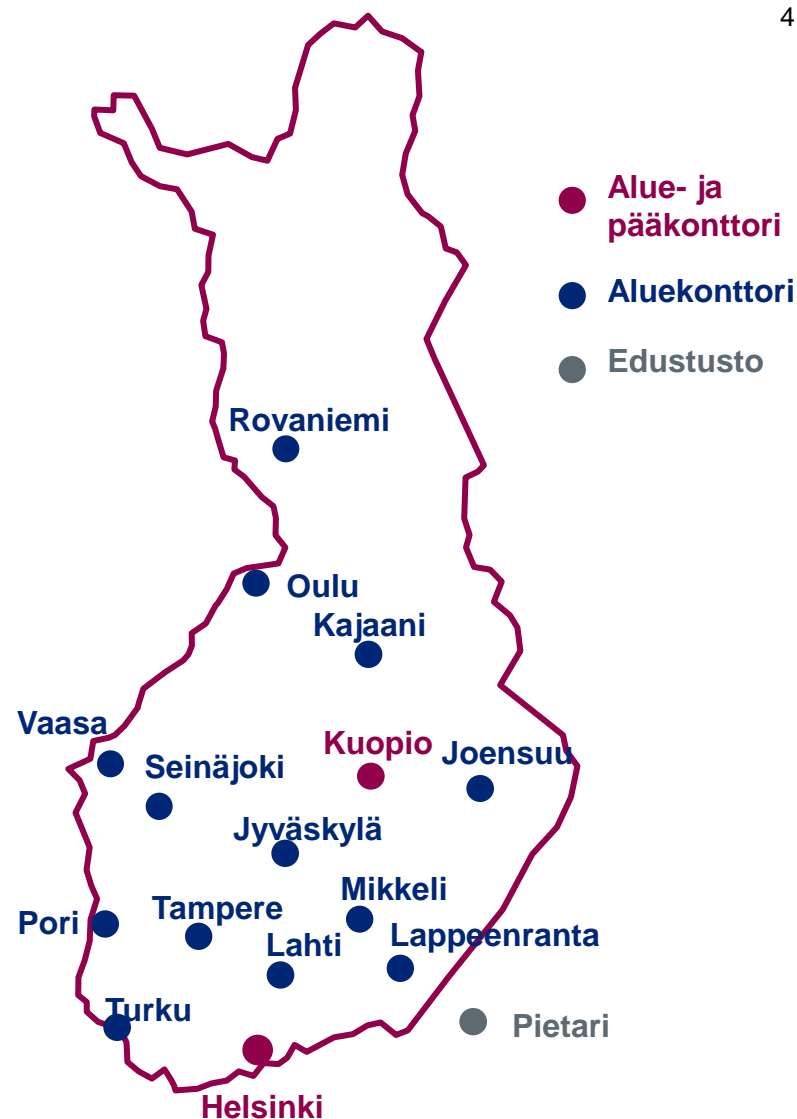 4
Alue- ja
pääkonttori
Aluekonttori
Edustusto
Rovaniemi
Oulu
Kajaani
Vaasa
Kuopio
Joensuu
Seinäjoki
Jyväskylä
Mikkeli
Tampere
Pori
Lahti
Lappeenranta
Turku
Pietari
Helsinki